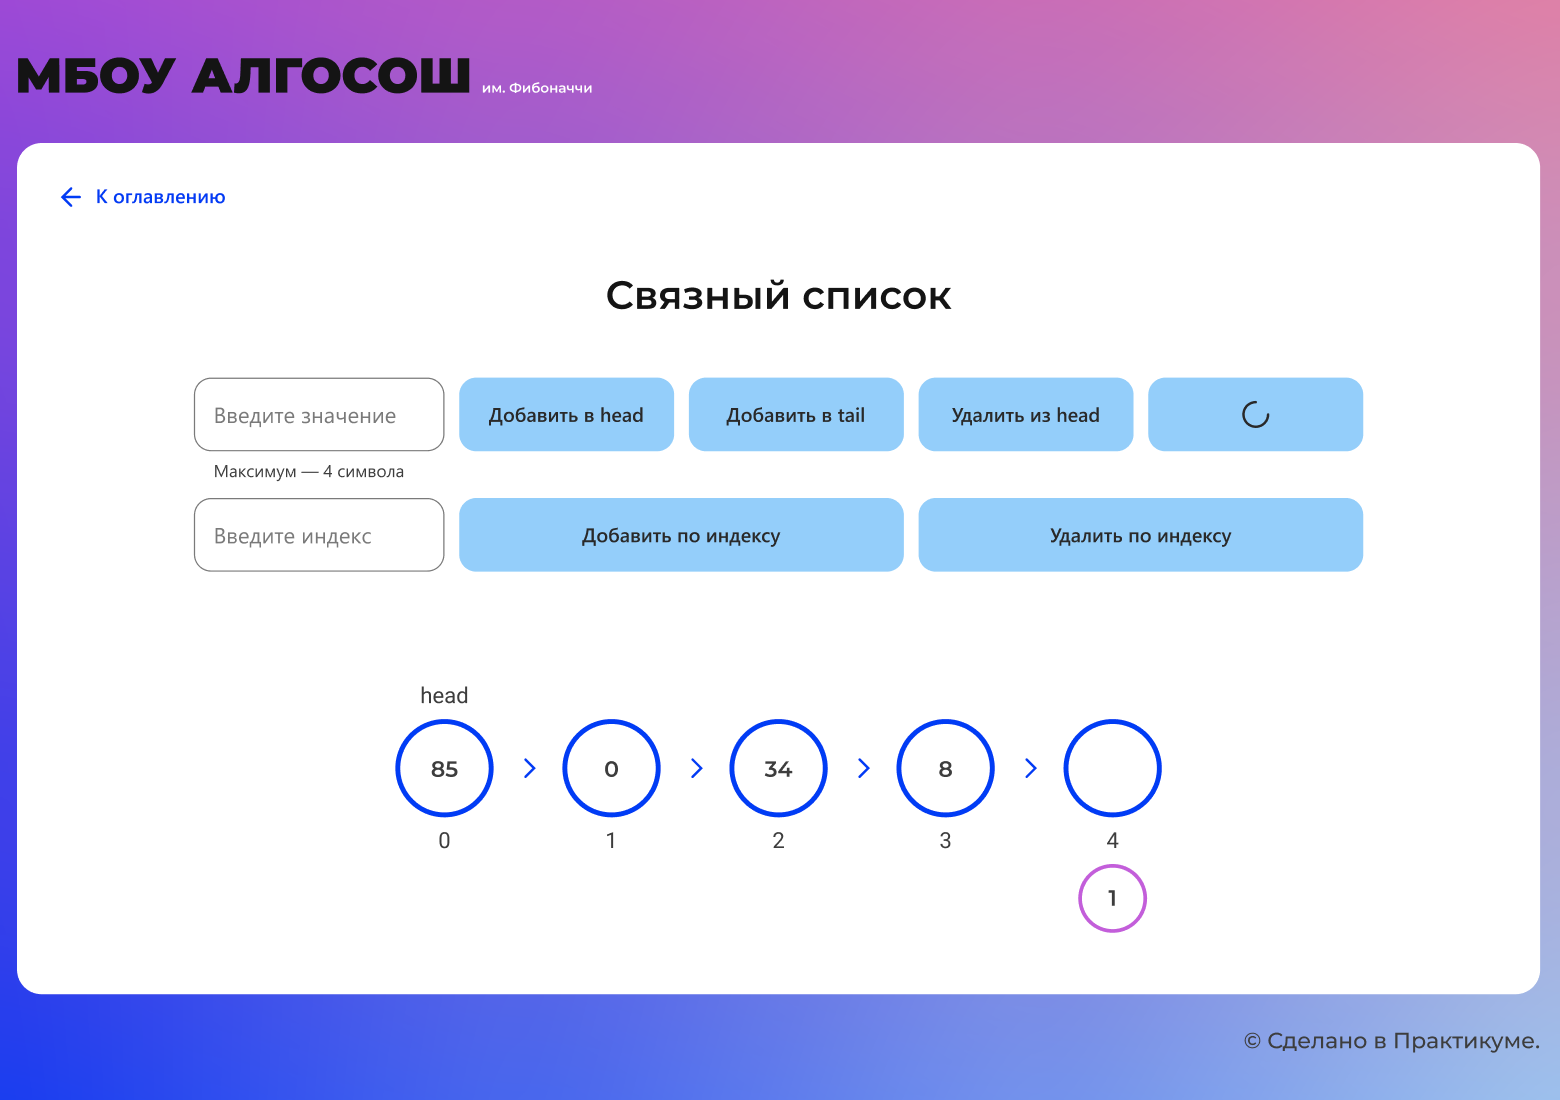 МБОУ АЛГОСОШ им. Фибоначчи
К оглавлению
Связный список
Введите значение
Добавить в head
Добавить в tail
Удалить из head
Максимум — 4 символа
Введите индекс
Добавить по индексу
Удалить по индексу
head
85 0 34 8
0 1 2 3 4
1
© Сделано в Практикуме.